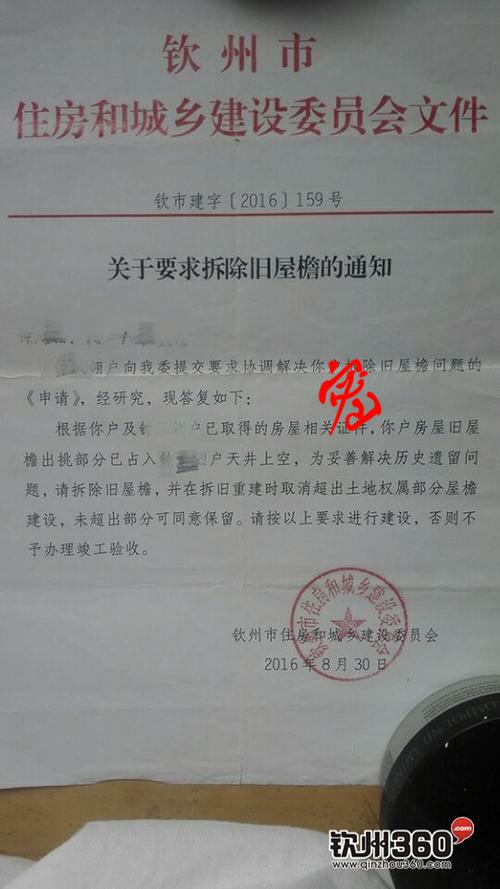 钦州市
住房和城乡建设委员会文件
钦市建字〔2016〕159号
关于要求拆除旧屋檐的通知
翊户向我委提交要求协调解决你户拆除旧屋檐问题的
《申请》，经研究，现答复如下：
根据你户及 户已取得的房屋相关证件，你户房屋旧屋
檐出挑部分已占入 户天井上空，为妥善解决历史遗留问
题，请拆除旧屋檐，并在拆旧重建时取消超出土地权属部分屋檐
建设，未超出部分可同意保留。请按以上要求进行建设，否则不
予办理竣工验收。
钦州市住房和城乡建设委员会
钦州市住房和城乡建设委员会
2016年8月30日
COMPOUND
钦州360.com
www.qinzhou360.com